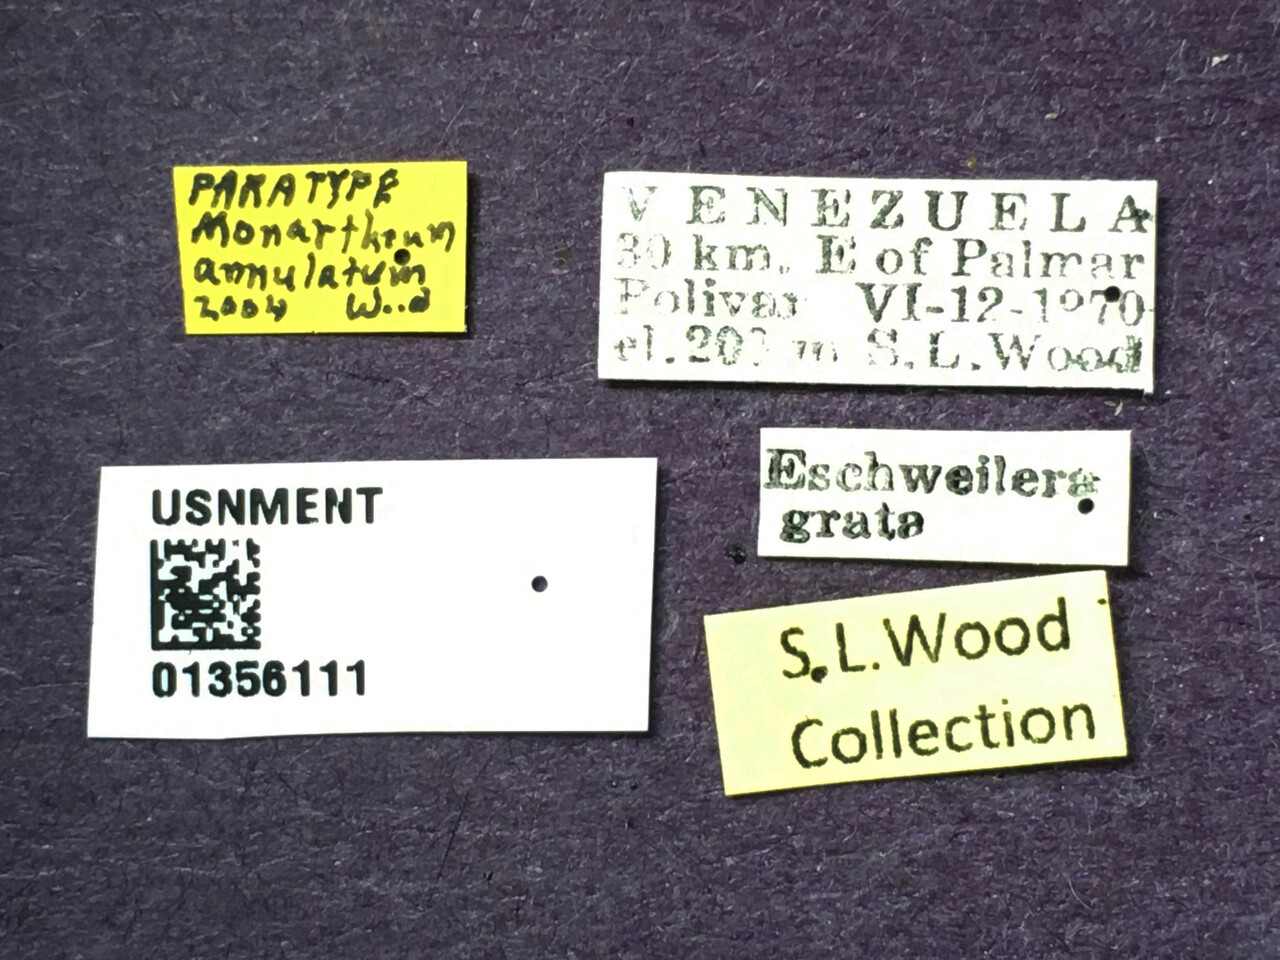 PARATYPE
Monarthrum
annulatum
2004 Wood
VENEZUELA
30 km. E of Palmar
Bolivar VI-12-1970
el. m S.L.Wood
Eschweilera
grata
USNMENT
01356111
S.L.Wood
Collection